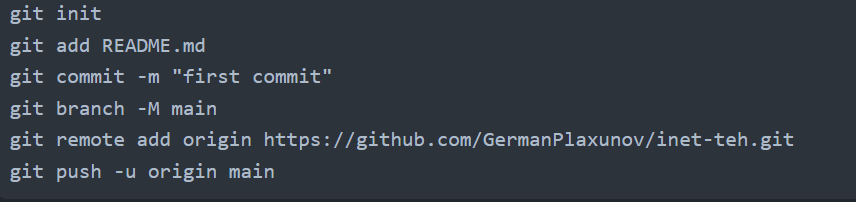 git init
git add README.md
git commit -m "first commit"
git branch -M main
git remote add origin https://github.com/GermanPlaxunov/inet-teh.git
git push -u origin main